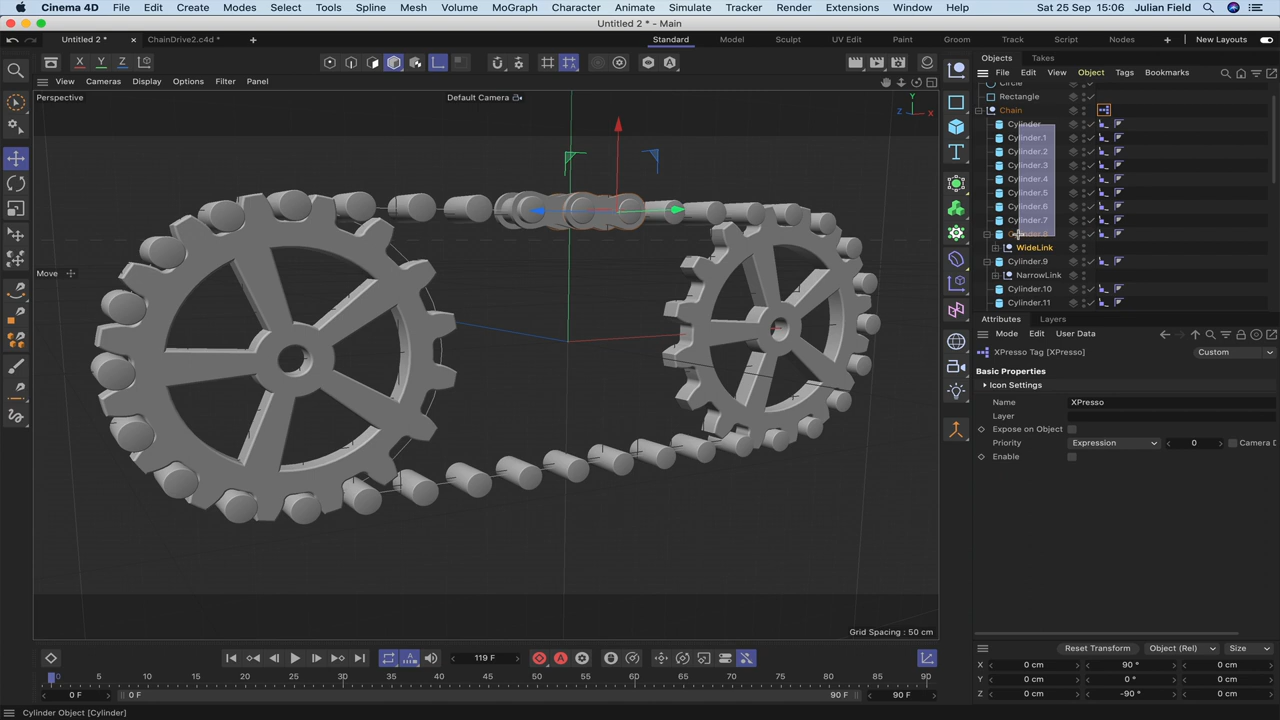 Cinema 4D File Edit Create Modes Select Tools Spline Mesh Volume MoGraph Character Animate Simulate Tracker Render Extensions Window Help Sat 25 Sep 15:06 Julian Field
Untitled 2 * - Main
Untitled 2 * ChainDrive2.c4d * Standard Model Sculpt UV Edit Paint Groom Track Script Nodes New Layouts
Objects Takes
X Y Z
File Edit View Object Tags Bookmarks
View Cameras Display Options Filter Panel
Circle
Perspective
Default Camera
Rectangle
Chain
Cylinder
Cylinder.1
Cylinder.2
Cylinder.3
Cylinder.4
Cylinder.5
Cylinder.6
Cylinder.7
Cylinder.8
WideLink
Cylinder.9
NarrowLink
Cylinder.10
Cylinder.11
Y
Z X
Move
Attributes Layers
Mode Edit User Data
XPresso Tag [XPresso] Custom
Basic Properties
Icon Settings
Name XPresso
Layer
Expose on Object
Priority Expression 0 Camera D
Enable
Grid Spacing : 50 cm
Reset Transform Object (Rel) Size
X 0 cm 90 ° 0 cm
Y 0 cm 0 ° 0 cm
Z 0 cm -90 ° 0 cm
119 F
0 5 10 15 20 25 30 35 40 45 50 55 60 65 70 75 80 85 90
0 F 0 F 90 F 90 F
Cylinder Object [Cylinder]